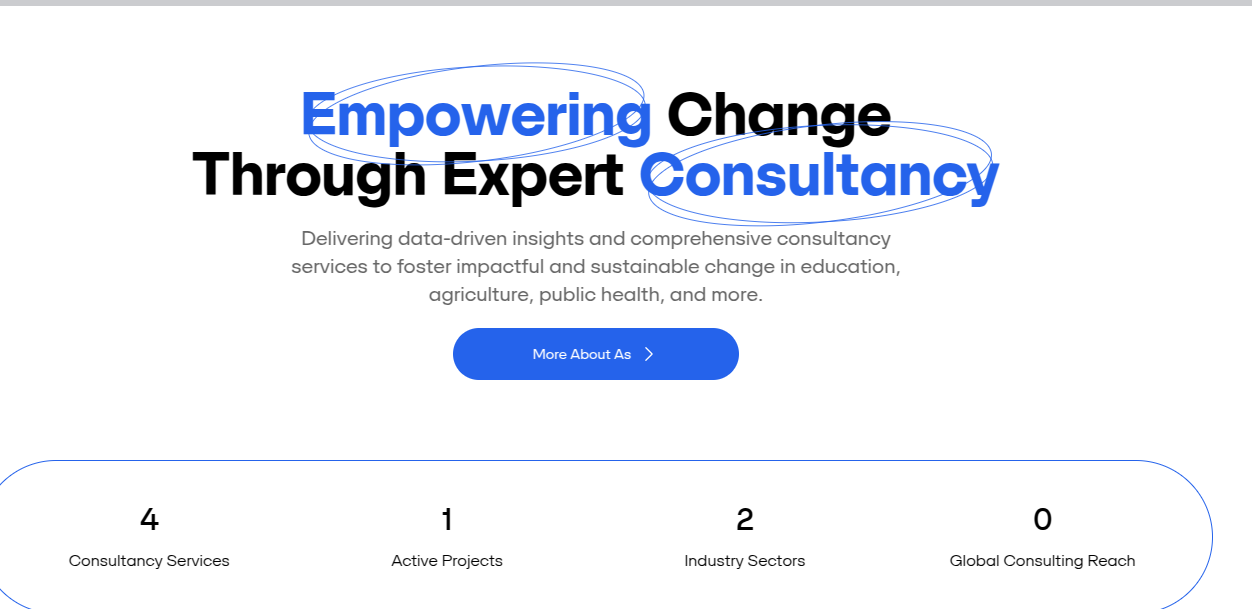 Empowering Change
Through Expert Consultancy
Delivering data-driven insights and comprehensive consultancy
services to foster impactful and sustainable change in education,
agriculture, public health, and more.
More About As
4
Consultancy Services
1
Active Projects
2
Industry Sectors
0
Global Consulting Reach